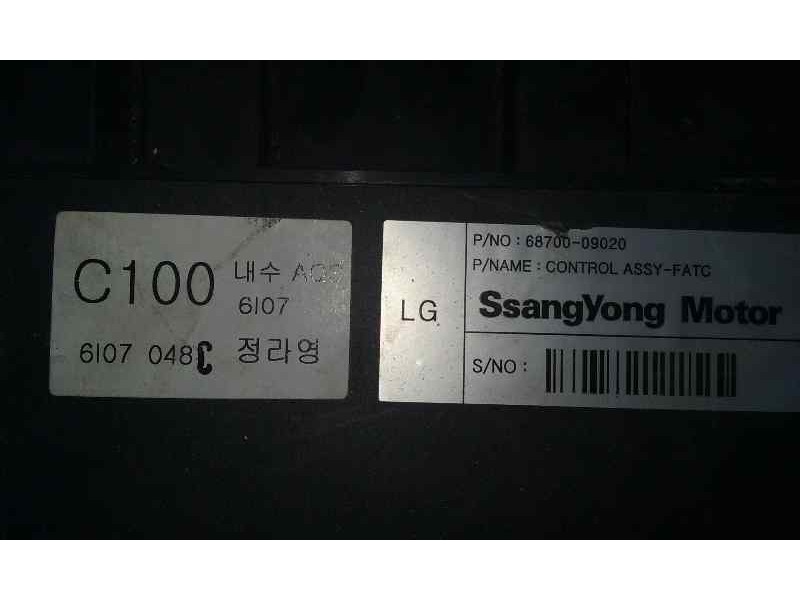 C100 내수
6I07
6I07 048 정라영
LG
P/NO : 68700-09020
P/NAME : CONTROL ASSY-FATC
SsangYong Motor
S/NO :